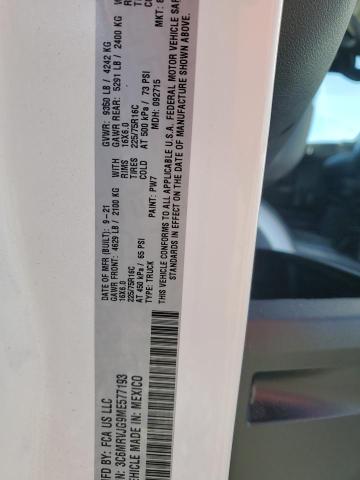 MFD BY: FCA US LLC
DATE OF MFR (BUILT): 9-21 GVWR: 9350 LB / 4242 KG
GAWR FRONT: 4629 LB / 2100 KG WITH GAWR REAR: 5291 LB / 2400 KG
16X6.0 RIMS 16X6.0
225/75R16C TIRES 225/75R16C
AT 450 kPa / 65 PSI COLD AT 500 kPa / 73 PSI
THIS VEHICLE CONFORMS TO ALL APPLICABLE U.S.A. FEDERAL MOTOR VEHICLE SAF
STANDARDS IN EFFECT ON THE DATE OF MANUFACTURE SHOWN ABOVE.
: 3C6MRVJG9ME577193 TYPE: TRUCK
VEHICLE MADE IN: MEXICO PAINT: PW7 MDH: 092715 MKT: